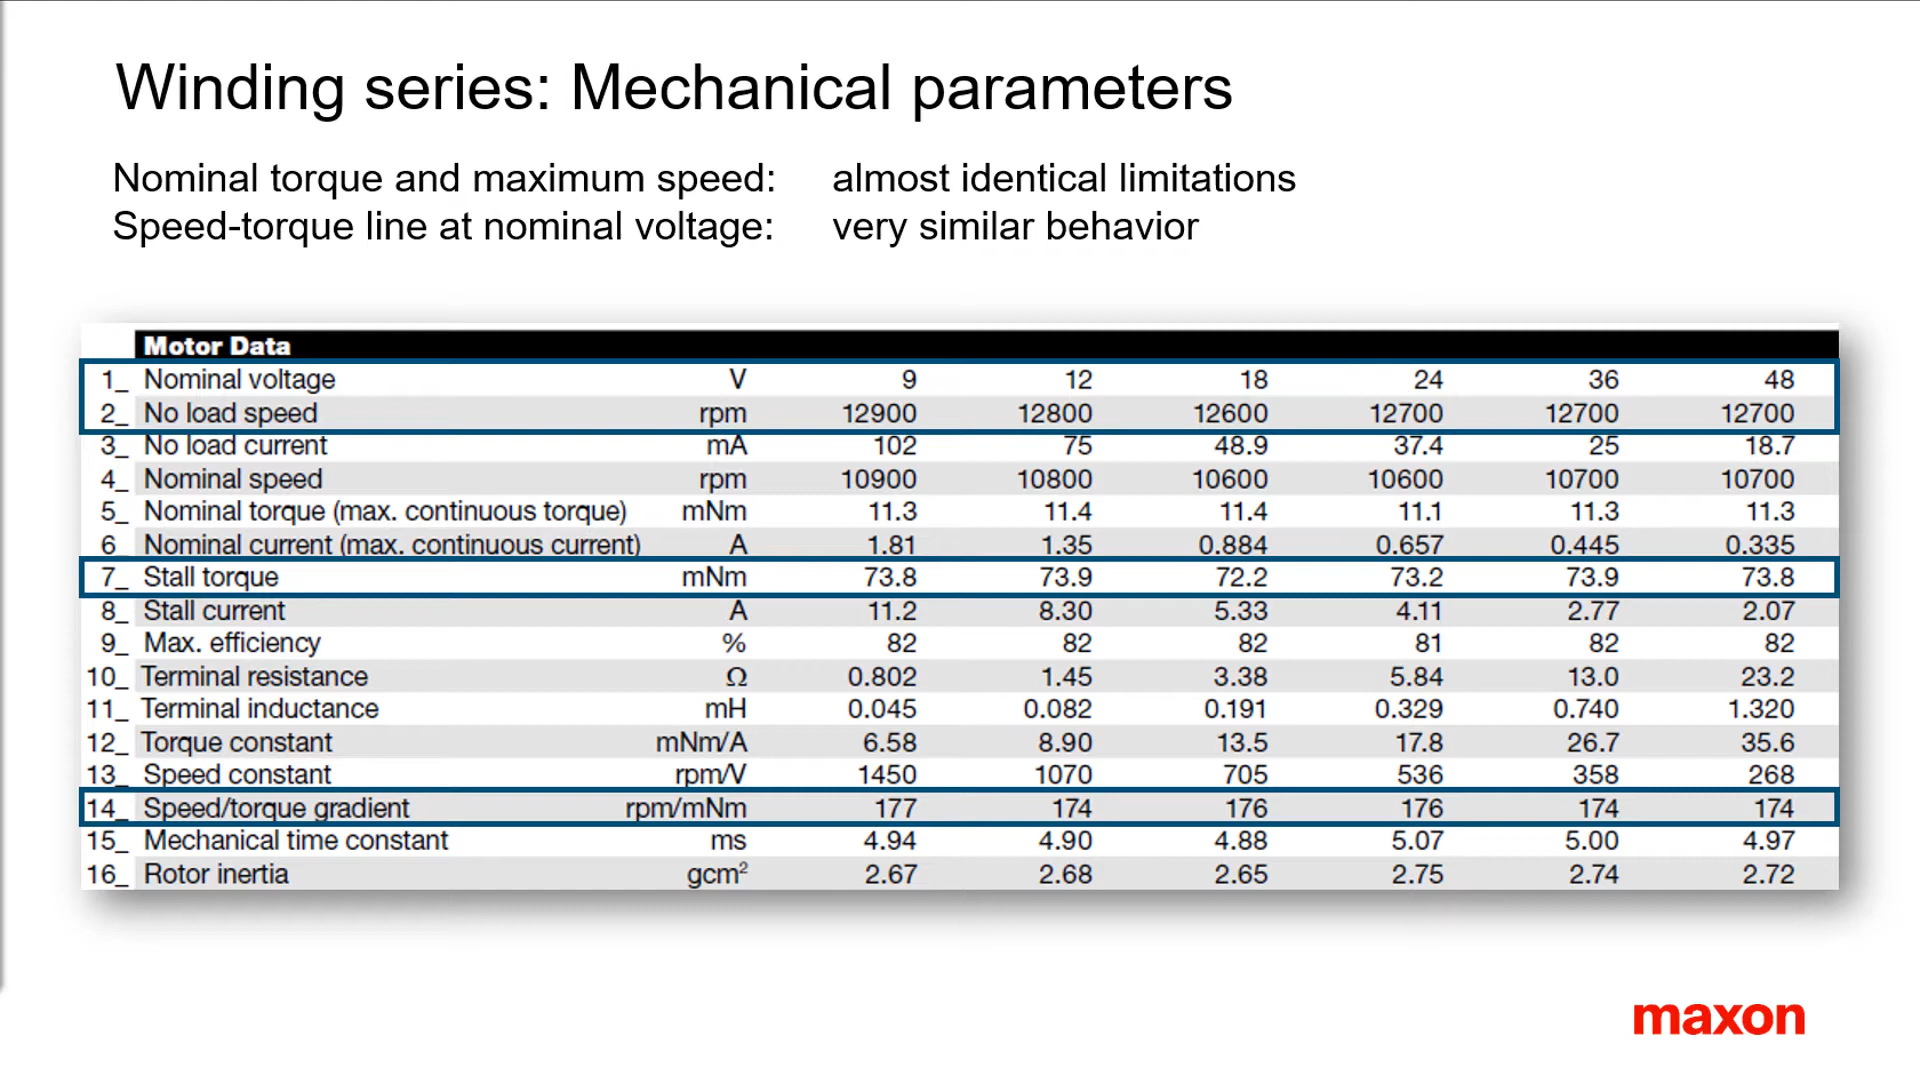 Winding series: Mechanical parameters
Nominal torque and maximum speed: almost identical limitations
Speed-torque line at nominal voltage: very similar behavior
Motor Data
1_ Nominal voltage V 9 12 18 24 36 48
2_ No load speed rpm 12900 12800 12600 12700 12700 12700
3_ No load current mA 102 75 48.9 37.4 25 18.7
4_ Nominal speed rpm 10900 10800 10600 10600 10700 10700
5_ Nominal torque (max. continuous torque) mNm 11.3 11.4 11.4 11.1 11.3 11.3
6_ Nominal current (max. continuous current) A 1.81 1.35 0.884 0.657 0.445 0.335
7_ Stall torque mNm 73.8 73.9 72.2 73.2 73.9 73.8
8_ Stall current A 11.2 8.30 5.33 4.11 2.77 2.07
9_ Max. efficiency % 82 82 82 81 82 82
10_ Terminal resistance Ω 0.802 1.45 3.38 5.84 13.0 23.2
11_ Terminal inductance mH 0.045 0.082 0.191 0.329 0.740 1.320
12_ Torque constant mNm/A 6.58 8.90 13.5 17.8 26.7 35.6
13_ Speed constant rpm/V 1450 1070 705 536 358 268
14_ Speed/torque gradient rpm/mNm 177 174 176 176 174 174
15_ Mechanical time constant ms 4.94 4.90 4.88 5.07 5.00 4.97
16_ Rotor inertia gcm² 2.67 2.68 2.65 2.75 2.74 2.72
maxon